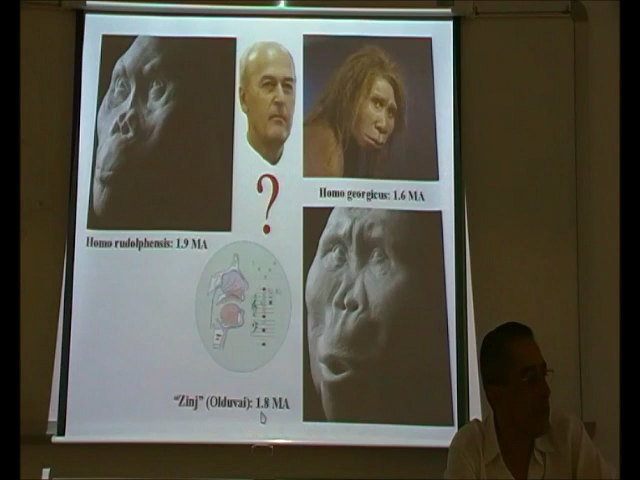 ?
Homo georgicus: 1.6 MA
Homo rudolphensis: 1.9 MA
"Zinj" (Olduvai): 1.8 MA